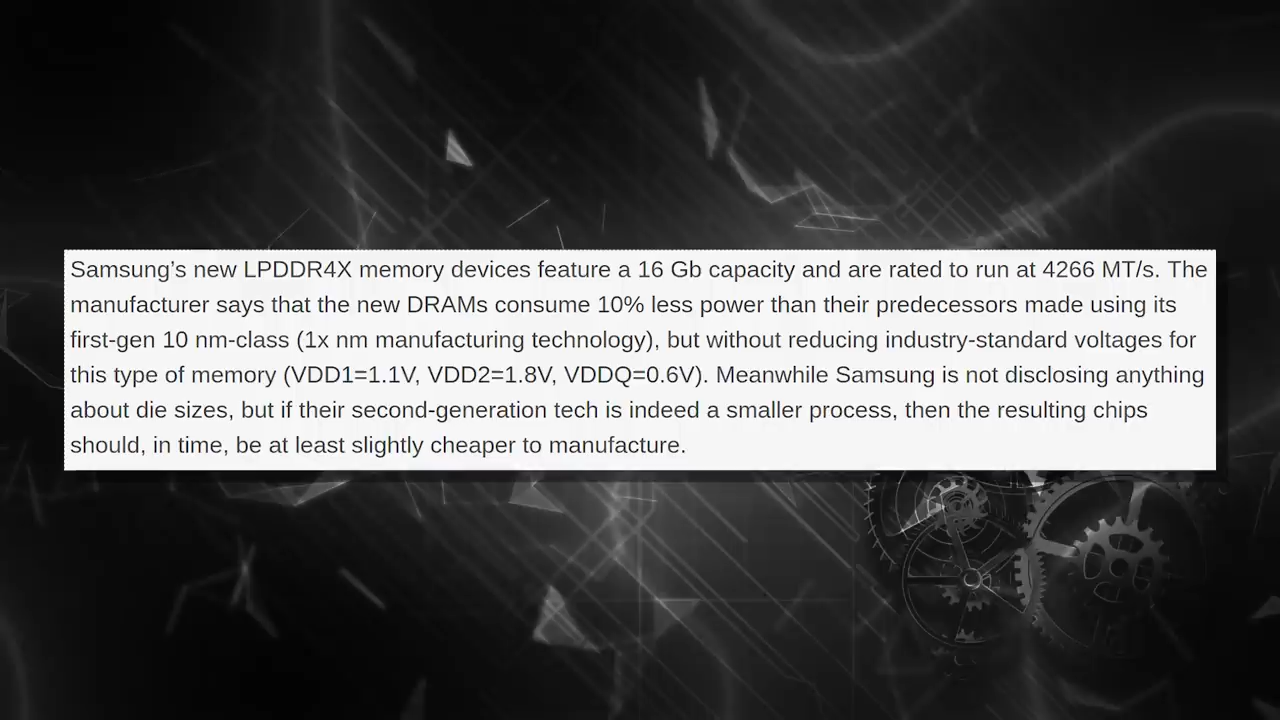 Samsung’s new LPDDR4X memory devices feature a 16 Gb capacity and are rated to run at 4266 MT/s. The
manufacturer says that the new DRAMs consume 10% less power than their predecessors made using its
first-gen 10 nm-class (1x nm manufacturing technology), but without reducing industry-standard voltages for
this type of memory (VDD1=1.1V, VDD2=1.8V, VDDQ=0.6V). Meanwhile Samsung is not disclosing anything
about die sizes, but if their second-generation tech is indeed a smaller process, then the resulting chips
should, in time, be at least slightly cheaper to manufacture.